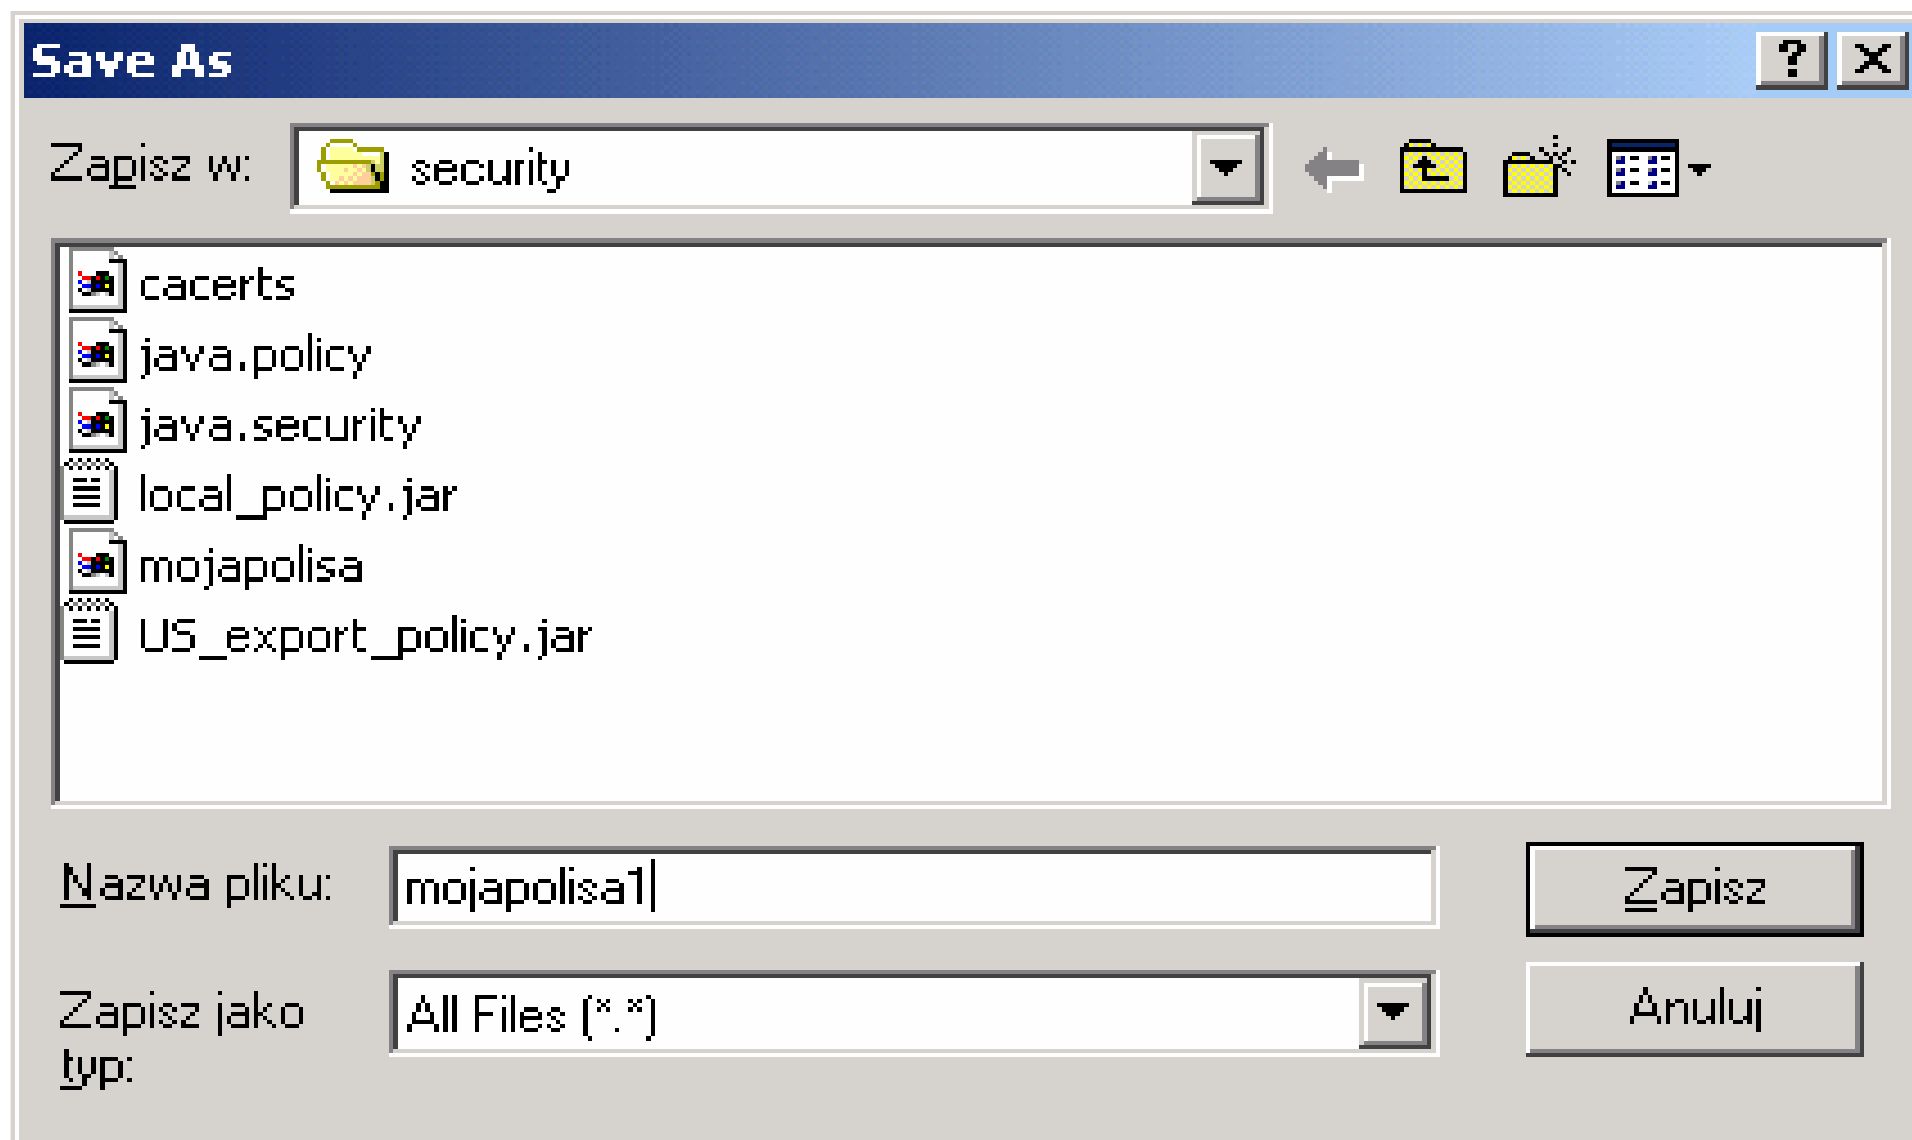 Save As
Zapisz w: security
cacerts
java.policy
java.security
local_policy.jar
mojapolisa
US_export_policy.jar
Nazwa pliku: mojapolisa1 Zapisz
Zapisz jako typ: All Files (*.*) Anuluj